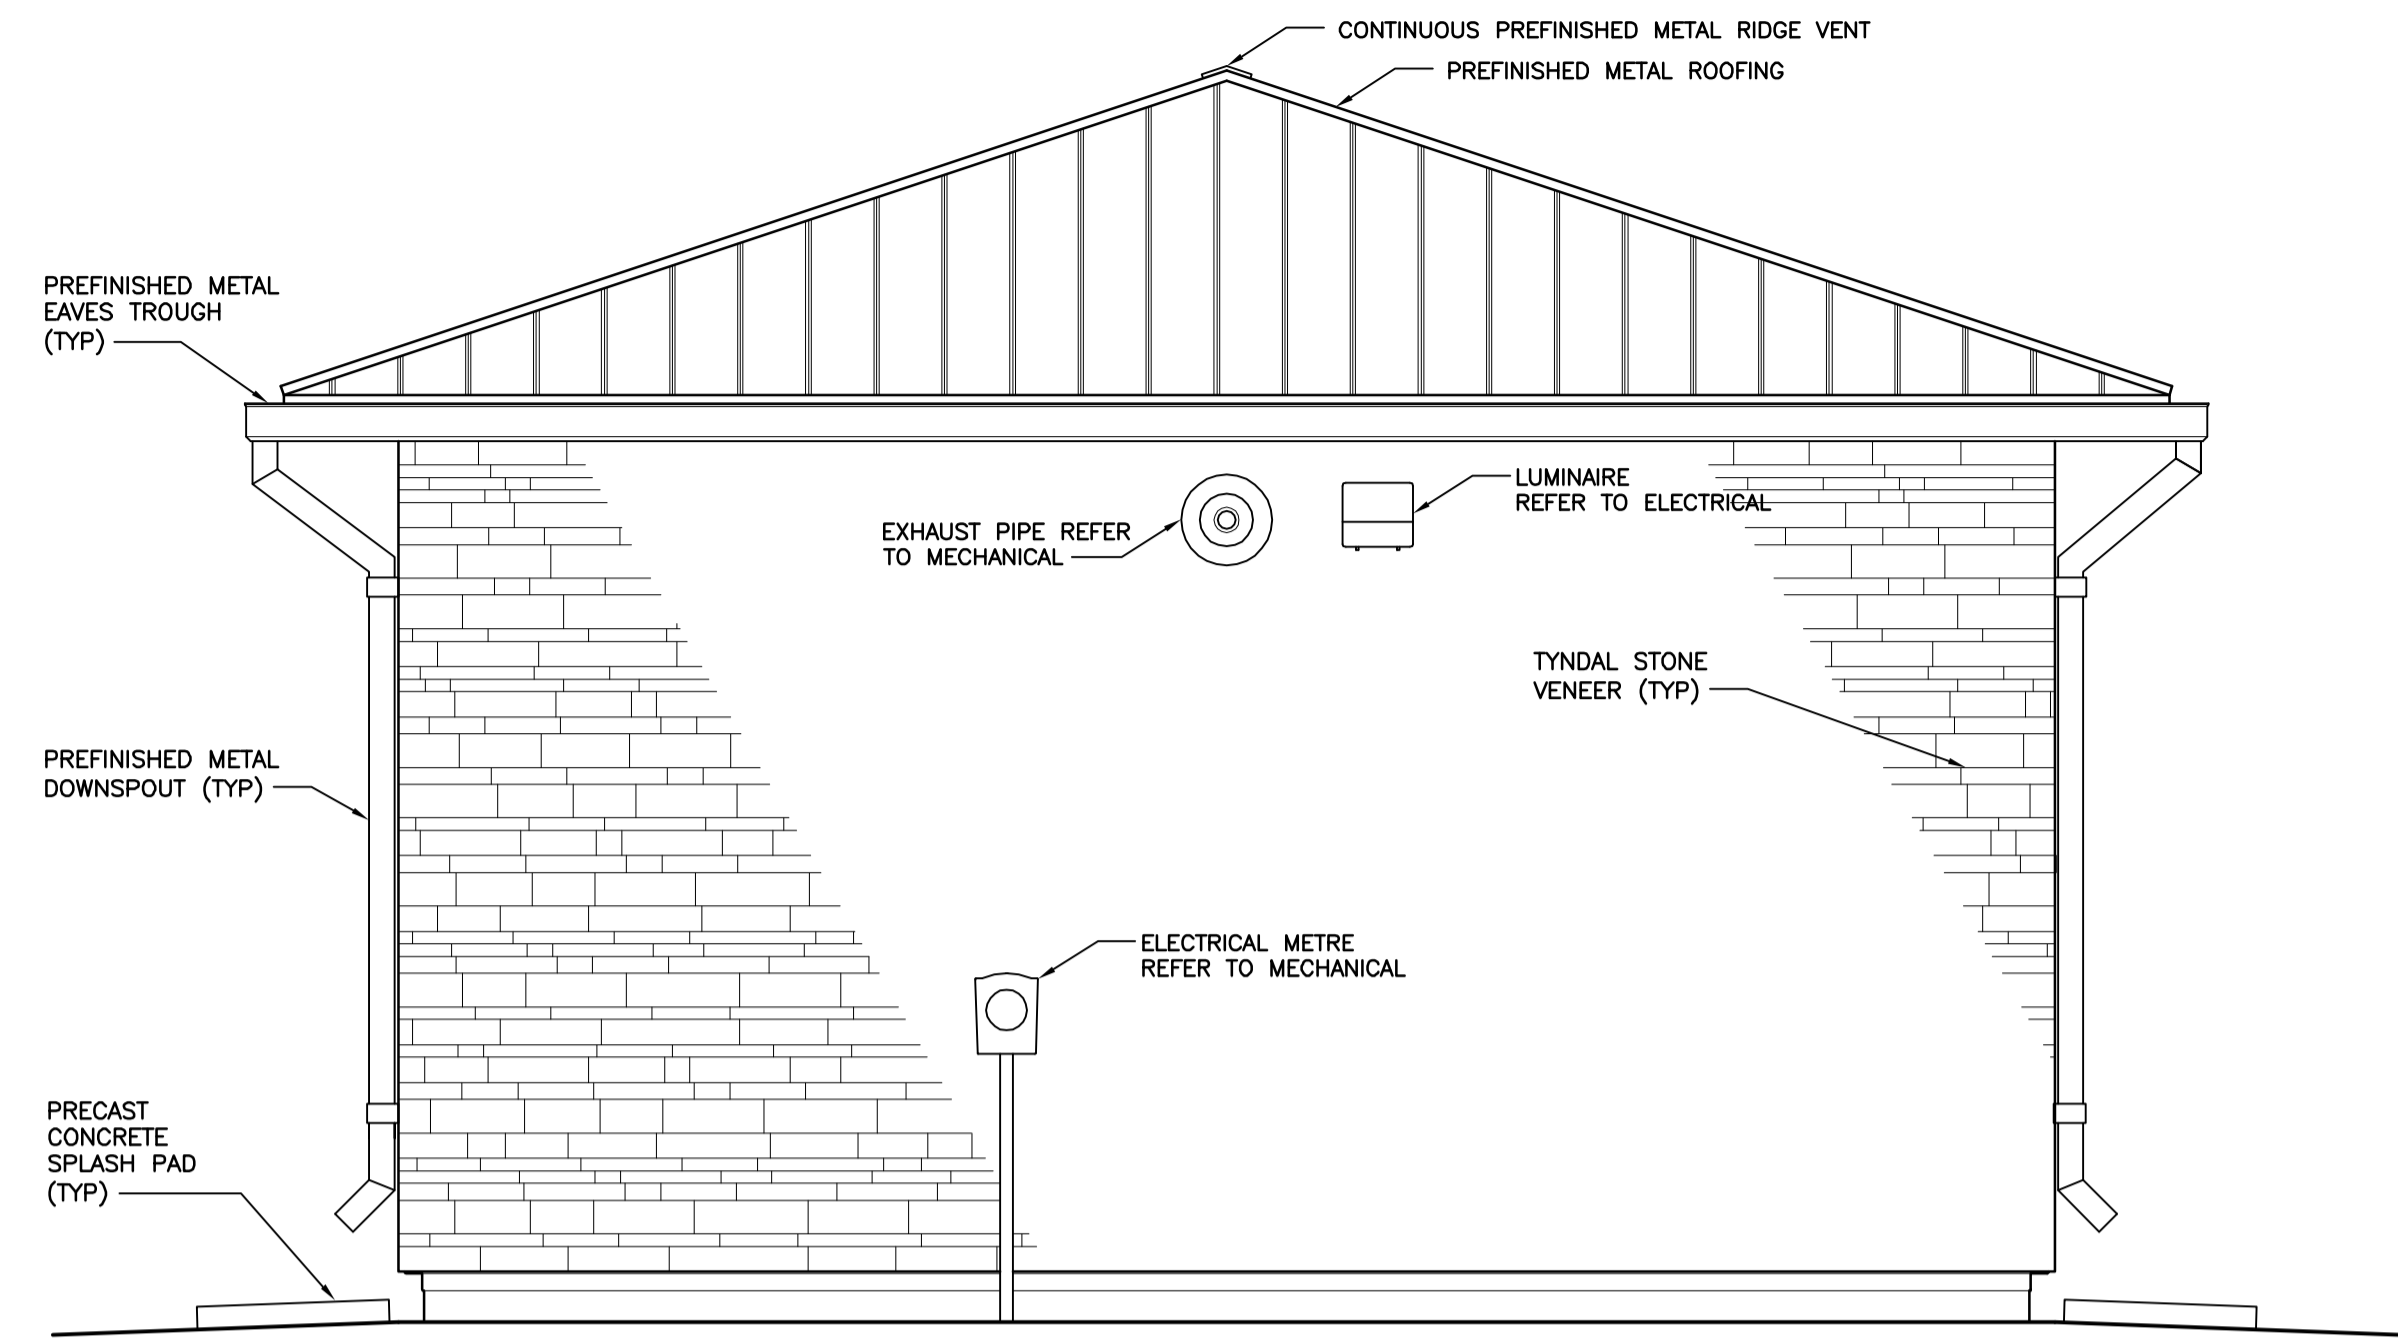 CONTINUOUS PREFINISHED METAL RIDGE VENT
PREFINISHED METAL ROOFING
PREFINISHED METAL
EAVES TROUGH
(TYP)
LUMINAIRE
REFER TO ELECTRICAL
EXHAUST PIPE REFER
TO MECHANICAL
TYNDAL STONE
VENEER (TYP)
PREFINISHED METAL
DOWNSPOUT (TYP)
ELECTRICAL METRE
REFER TO MECHANICAL
PRECAST
CONCRETE
SPLASH PAD
(TYP)